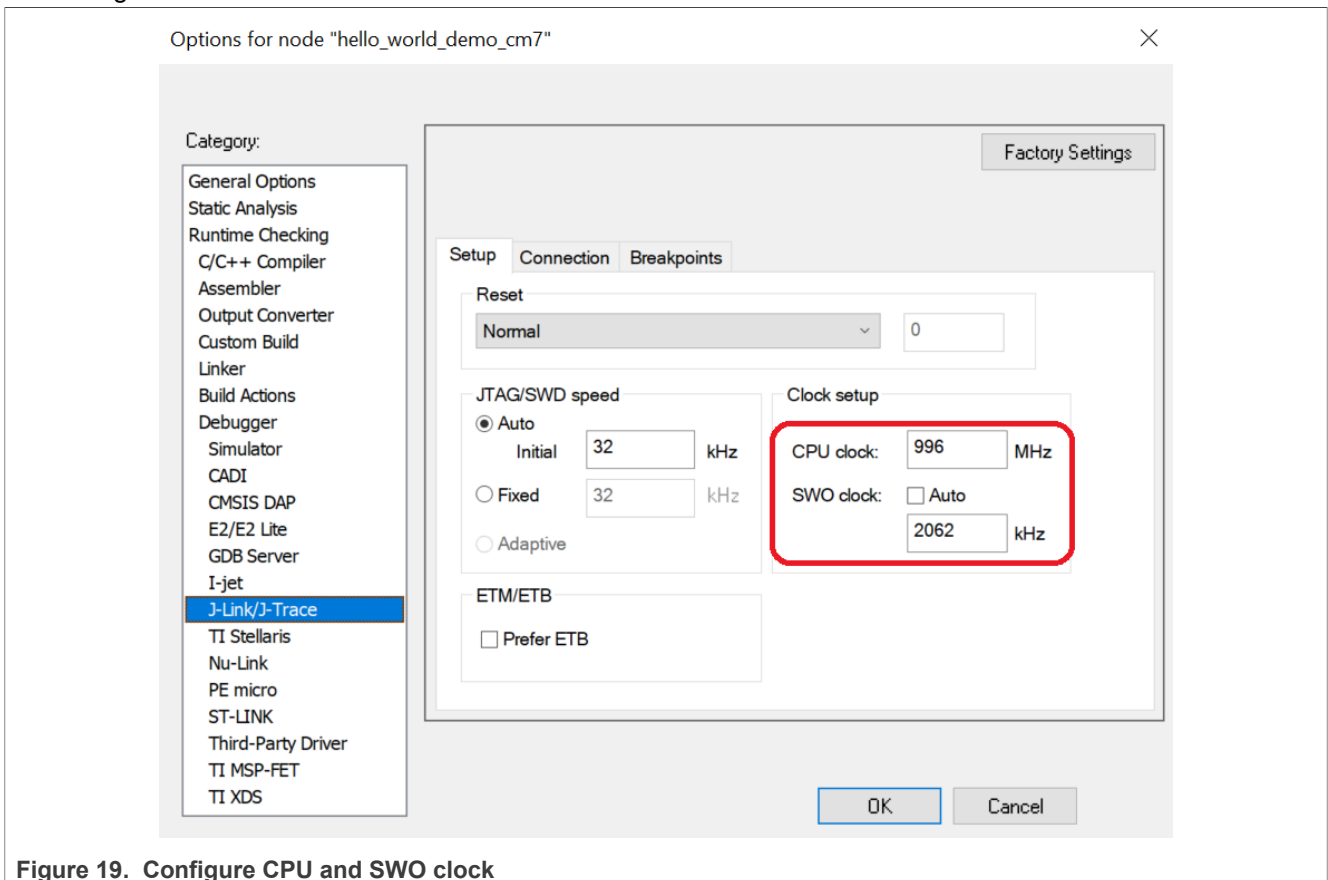 Options for node "hello_world_demo_cm7"
Category:
Factory Settings
General Options
Static Analysis
Runtime Checking
C/C++ Compiler
Assembler
Output Converter
Custom Build
Linker
Build Actions
Debugger
Simulator
CADI
CMSIS DAP
E2/E2 Lite
GDB Server
I-jet
J-Link/J-Trace
TI Stellaris
Nu-Link
PE micro
ST-LINK
Third-Party Driver
TI MSP-FET
TI XDS
Setup Connection Breakpoints
Reset
Normal 0
JTAG/SWD speed
Auto
Initial 32 kHz
Fixed 32 kHz
Adaptive
Clock setup
CPU clock: 996 MHz
SWO clock: Auto
2062 kHz
ETM/ETB
Prefer ETB
OK Cancel
Figure 19. Configure CPU and SWO clock